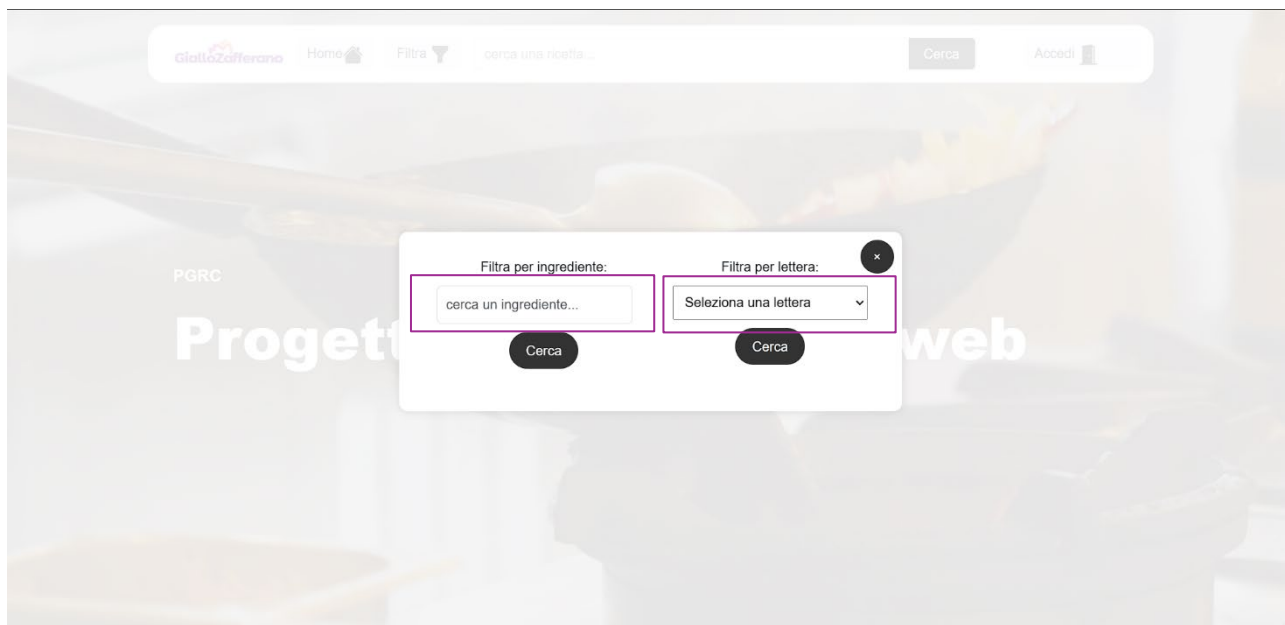 GialloZafferano Home Filtra cerca una ricetta... Cerca Accedi
Filtra per ingrediente: Filtra per lettera: ×
cerca un ingrediente... Seleziona una lettera
Cerca Cerca
PGRC
Progett web